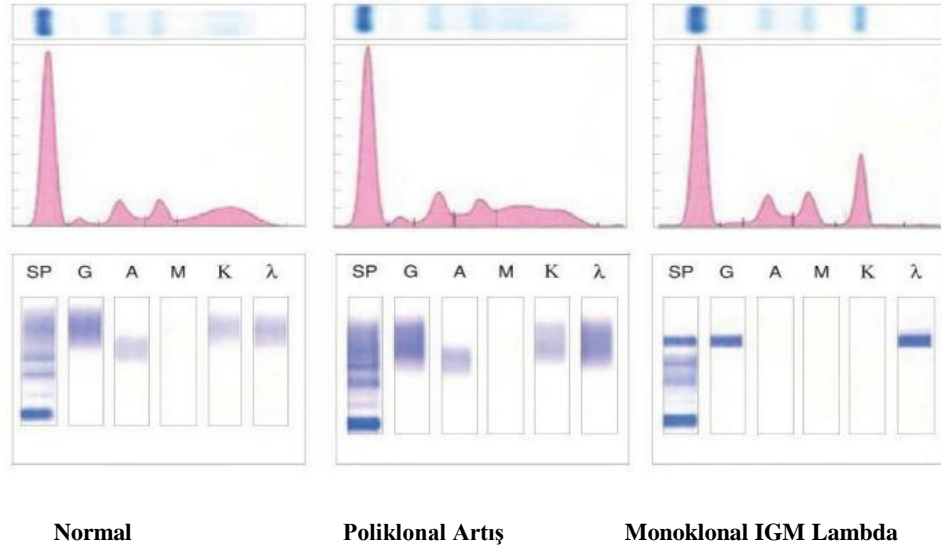 SP G A M K λ
SP G A M K λ
SP G A M K λ
Normal
Poliklonal Artış
Monoklonal IGM Lambda